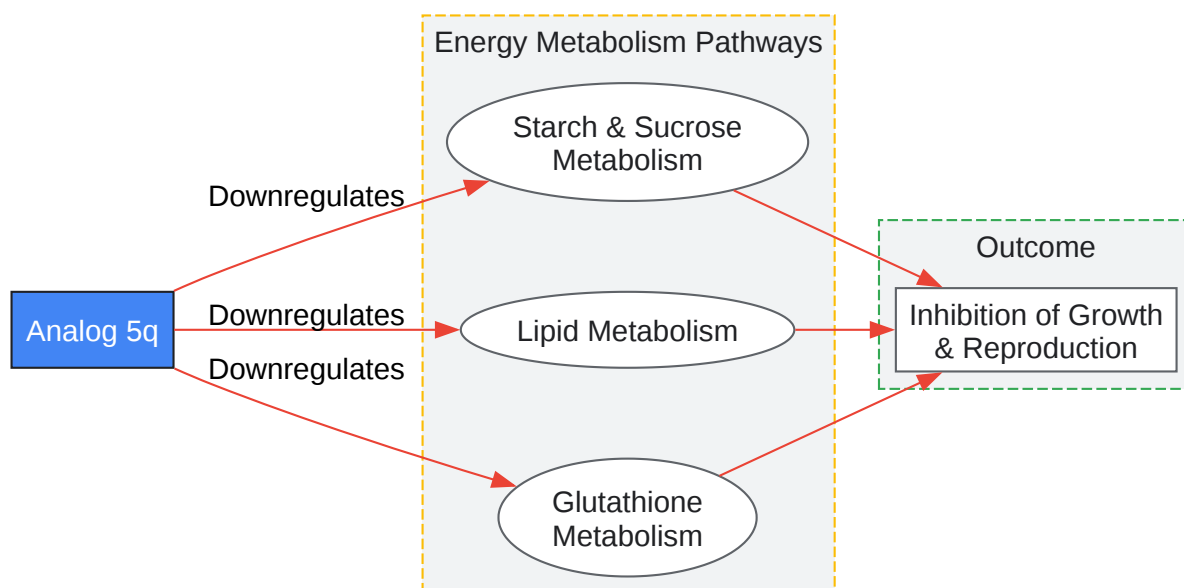 Energy Metabolism Pathways
Starch & Sucrose
Metabolism
Downregulates
Outcome
Analog 5q
Downregulates
Lipid Metabolism
Inhibition of Growth
& Reproduction
Downregulates
Glutathione
Metabolism